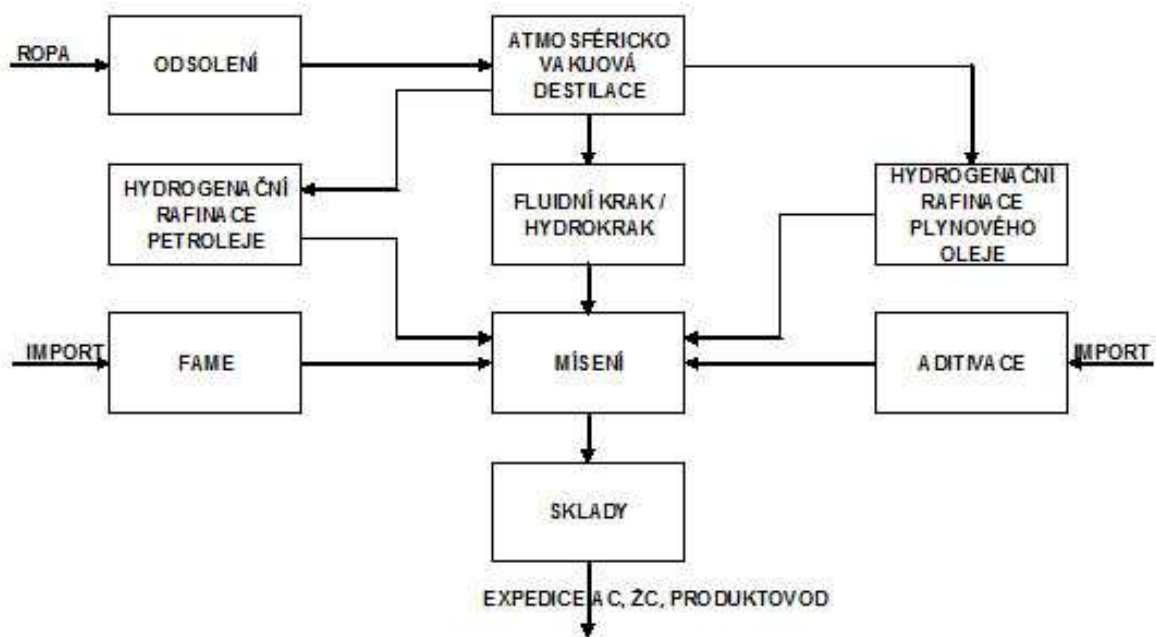 ROPA
ODSOLENÍ
ATMOSFÉRICKO
VAKUOVÁ
DESTILACE
HYDROGENAČNÍ
RAFINACE
PETROLEJE
FLUIDNÍ KRAK /
HYDROKRAK
HYDROGENAČNÍ
RAFINACE
PLYNOVÉHO
OLEJE
IMPORT
FAME
MÍSENÍ
ADITIVACE
IMPORT
SKLADY
EXPEDICE AC, ŽC, PRODUKTOVOD